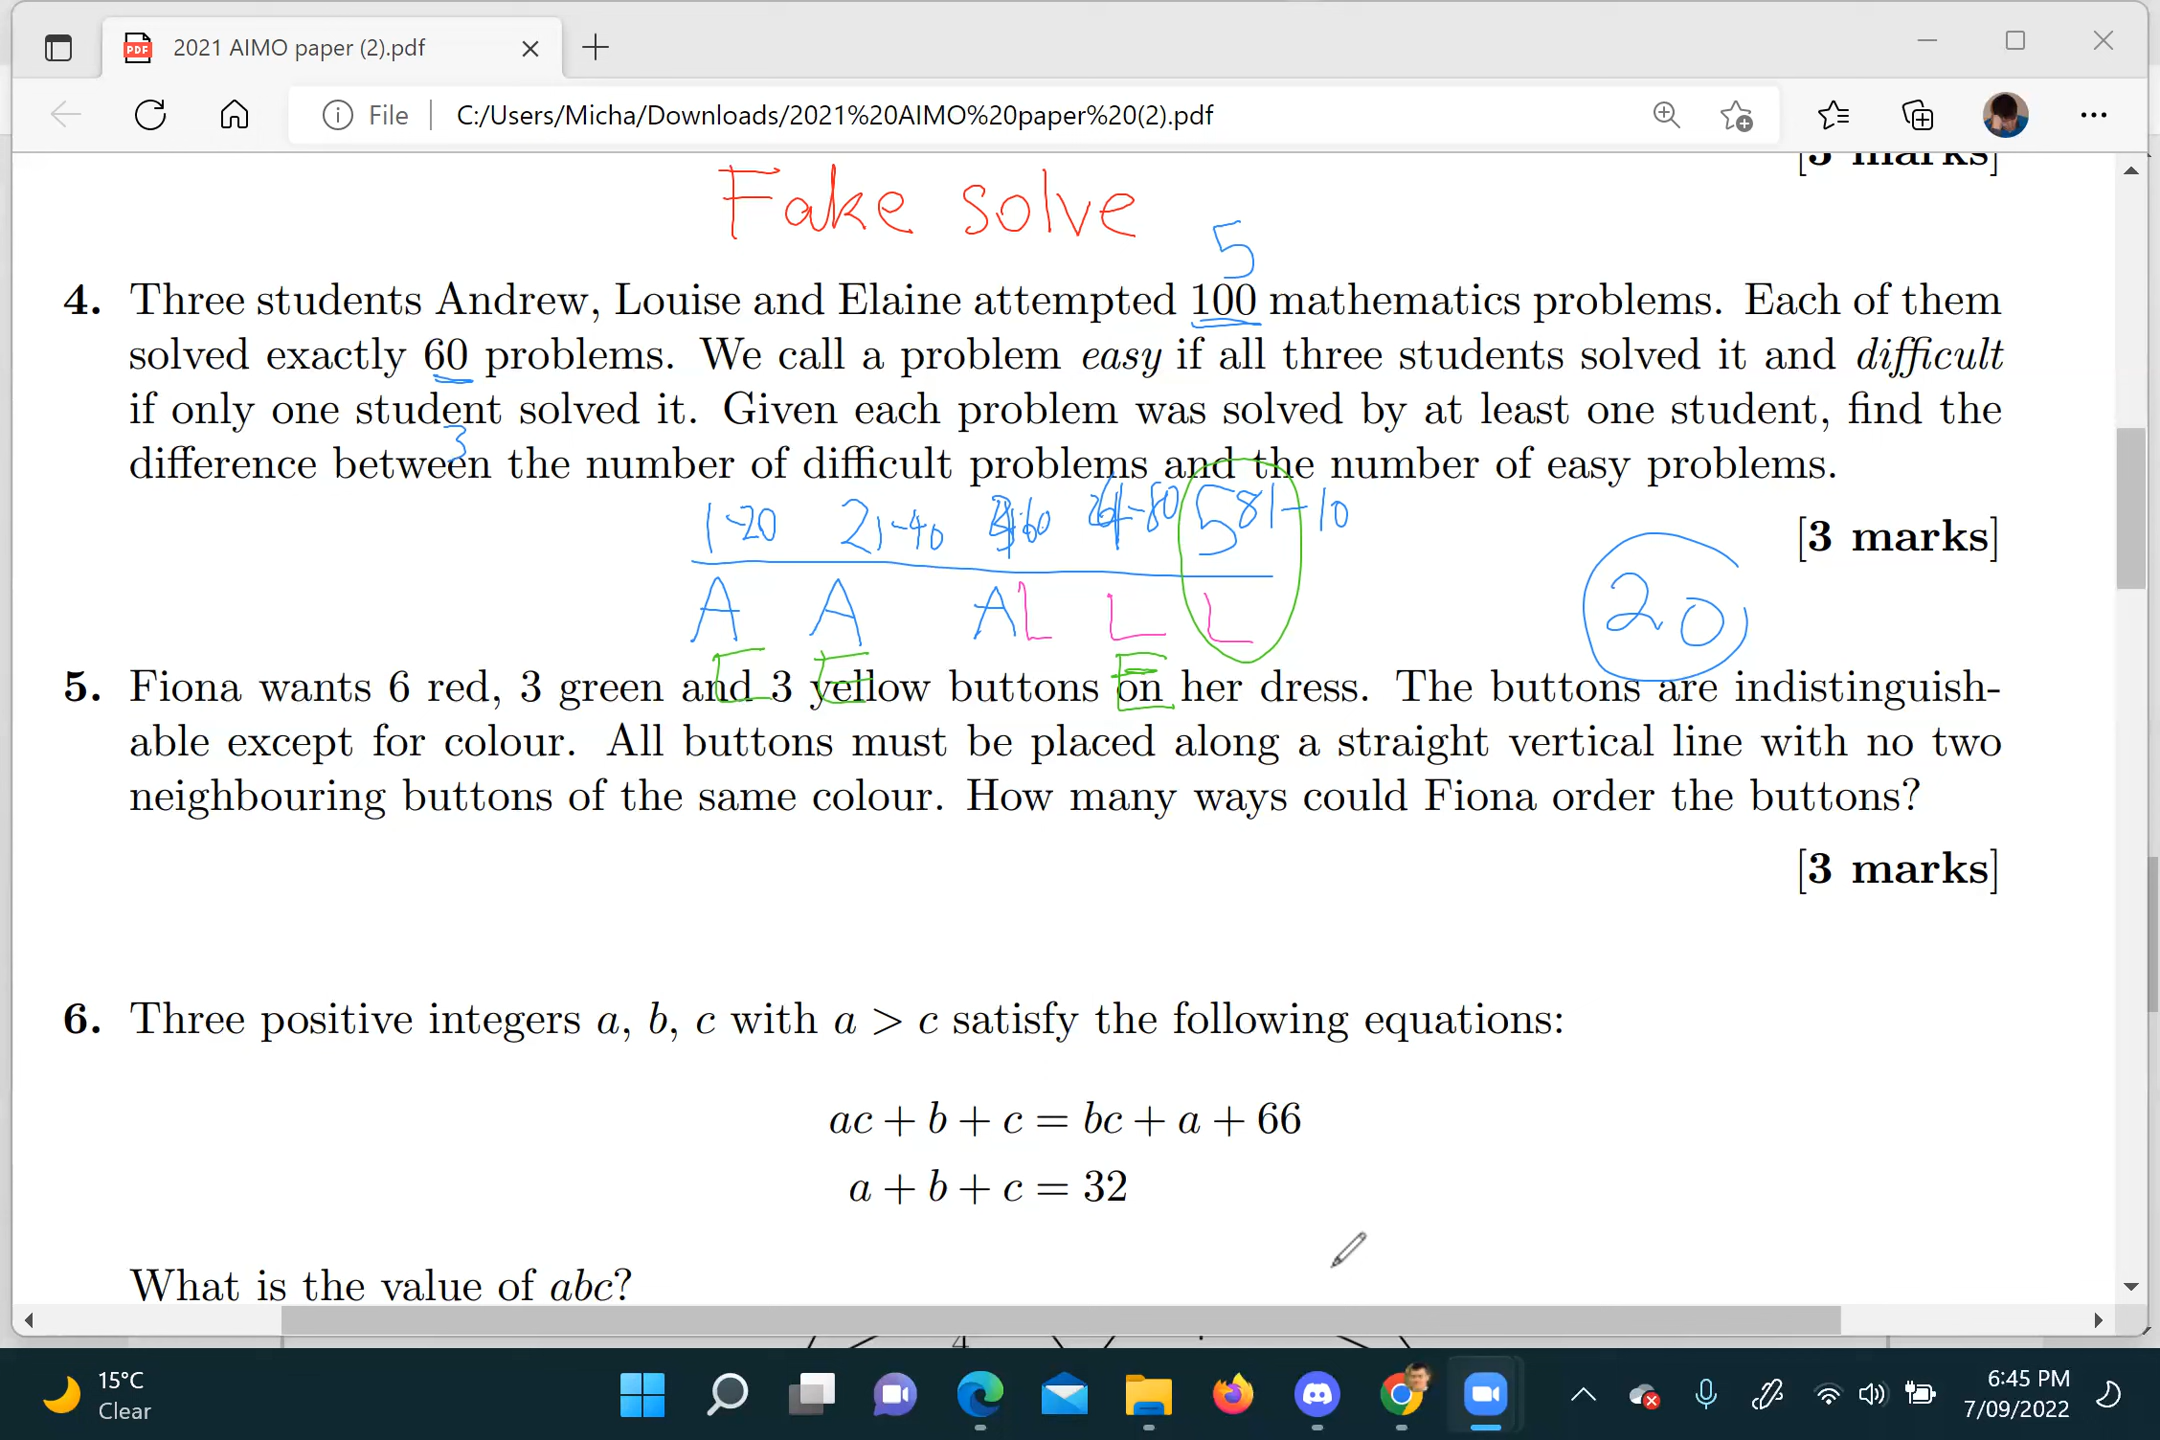 2021 AIMO paper (2).pdf
File C:/Users/Micha/Downloads/2021%20AIMO%20paper%20(2).pdf
[3 marks]
Fake solve
5
4. Three students Andrew, Louise and Elaine attempted 100 mathematics problems. Each of them
solved exactly 60 problems. We call a problem easy if all three students solved it and difficult
if only one student solved it. Given each problem was solved by at least one student, find the
3
difference between the number of difficult problems and the number of easy problems.
1-20 21-40 60 -80 5 81-10
[3 marks]
A A AL L L
20
E E E
5. Fiona wants 6 red, 3 green and 3 yellow buttons on her dress. The buttons are indistinguish-
able except for colour. All buttons must be placed along a straight vertical line with no two
neighbouring buttons of the same colour. How many ways could Fiona order the buttons?
[3 marks]
6. Three positive integers a, b, c with a > c satisfy the following equations:
ac + b + c = bc + a + 66
a + b + c = 32
What is the value of abc?
4
15°C
Clear
6:45 PM
7/09/2022